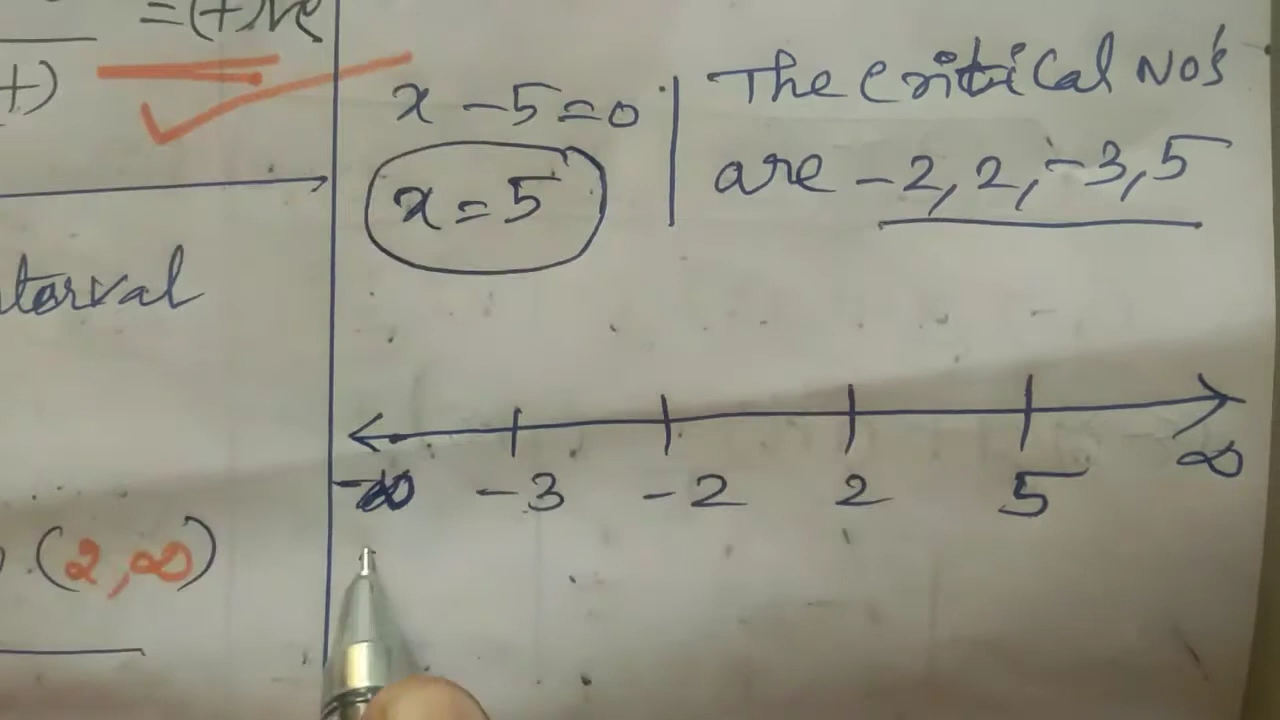 = (+)ve
+)
terval
(2, ∞)
x - 5 = 0
x = 5
The Critical No's
are -2, 2, -3, 5
-∞ -3 -2 2 5 ∞